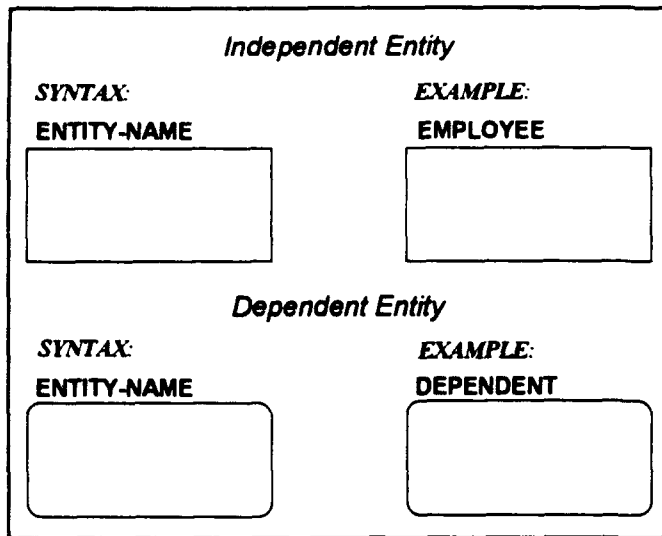 Independent Entity
SYNTAX: EXAMPLE:
ENTITY-NAME EMPLOYEE
Dependent Entity
SYNTAX: EXAMPLE:
ENTITY-NAME DEPENDENT